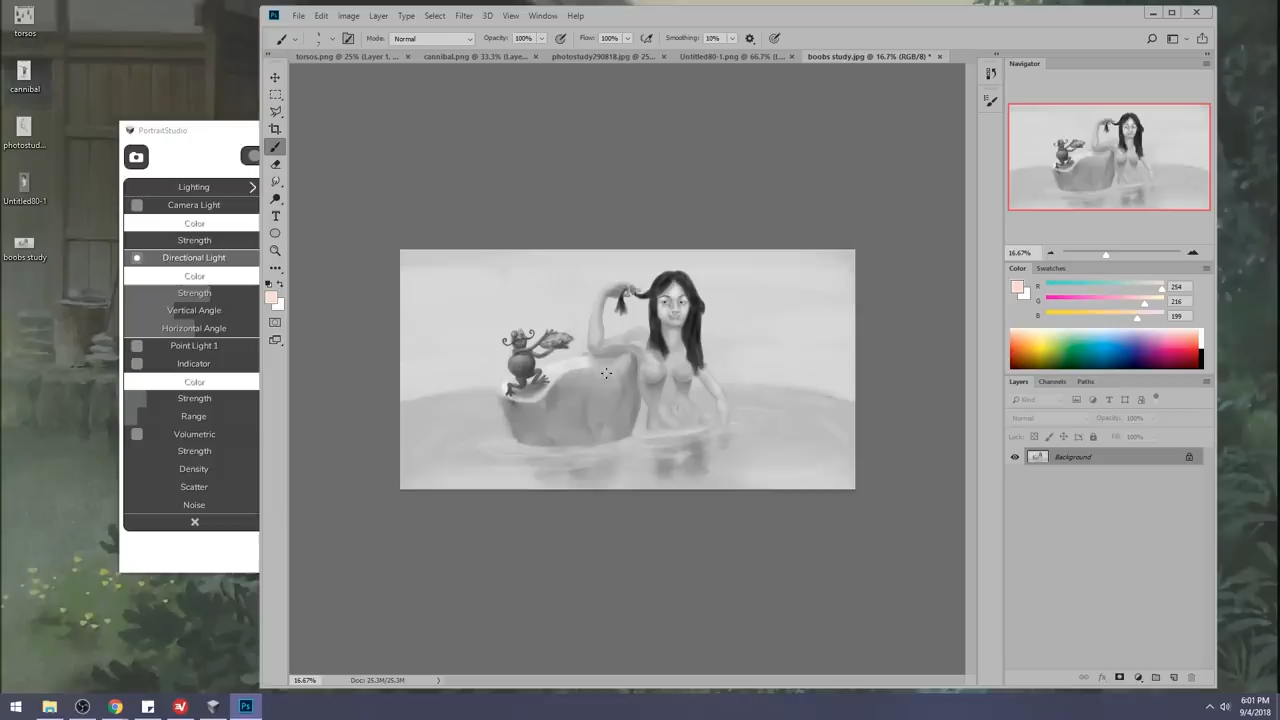 torsos
cannibal
photostud...
Untitled80-1
boobs study
PortraitStudio
Lighting
Camera Light
Color
Strength
Directional Light
Color
Strength
Vertical Angle
Horizontal Angle
Point Light 1
Indicator
Color
Strength
Range
Volumetric
Strength
Density
Scatter
Noise
Ps
File Edit Image Layer Type Select Filter 3D View Window Help
Mode: Normal Opacity: 100% Flow: 100% Smoothing: 10%
torsos.png @ 25% (Layer 1, ... cannibal.png @ 33.3% (Laye... photostudy290818.jpg @ 25... Untitled80-1.png @ 66.7% (L... boobs study.jpg @ 16.7% (RGB/8) *
Navigator
16.67%
Color Swatches
R 254
G 216
B 199
Layers Channels Paths
Kind
Normal Opacity: 100%
Lock: Fill: 100%
Background
16.67% Doc: 25.3M/25.3M
Ps
6:01 PM
9/4/2018